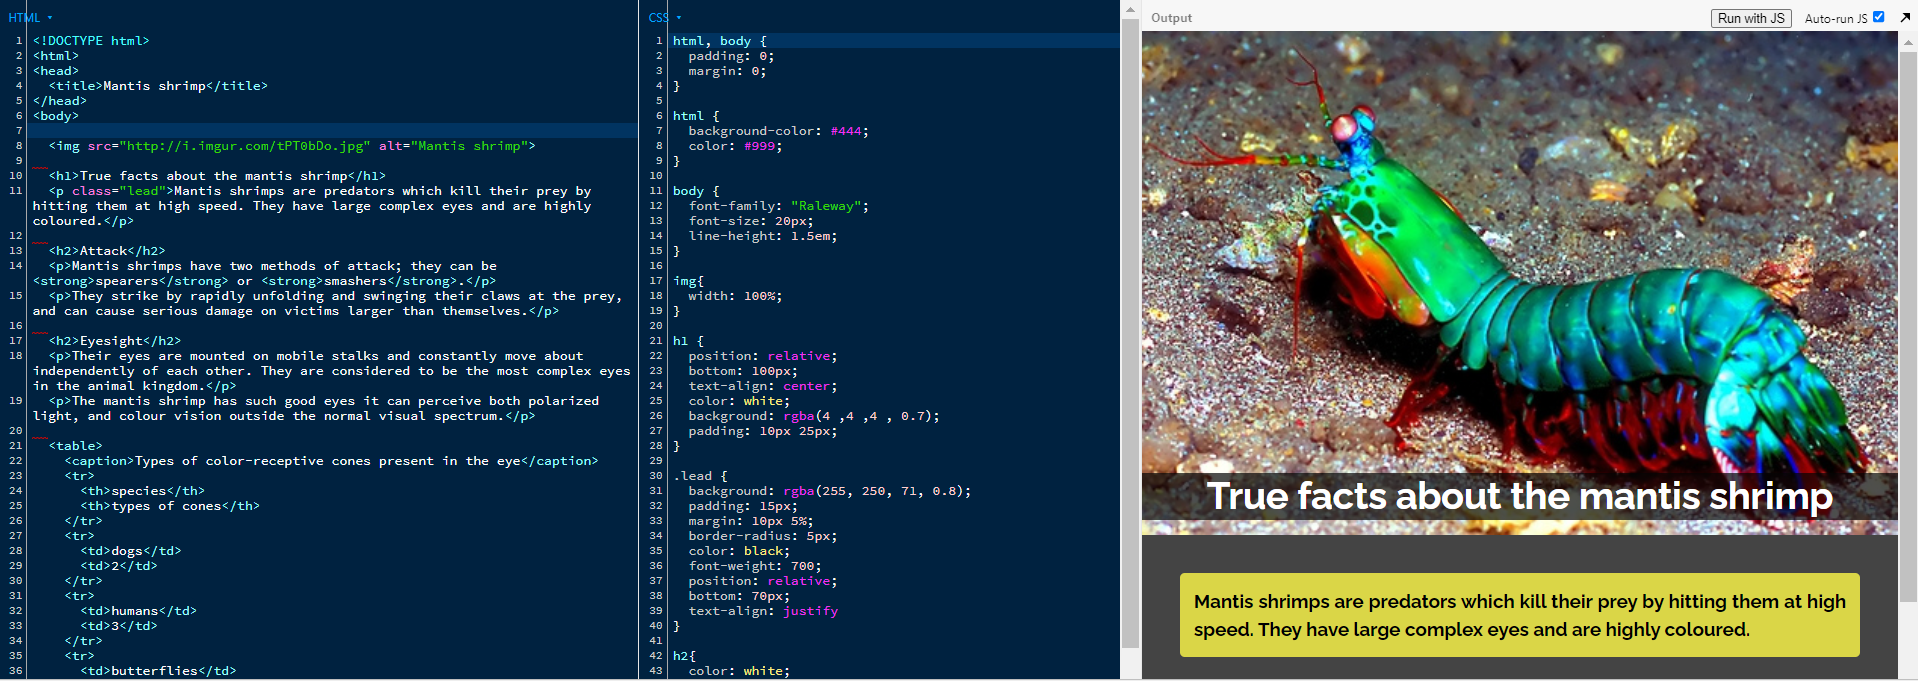 HTML
1 <!DOCTYPE html>
2 <html>
3 <head>
4 <title>Mantis shrimp</title>
5 </head>
6 <body>
7
8 <img src="http://i.imgur.com/tPT0bDo.jpg" alt="Mantis shrimp">
9
10 <h1>True facts about the mantis shrimp</h1>
11 <p class="lead">Mantis shrimps are predators which kill their prey by
hitting them at high speed. They have large complex eyes and are highly
coloured.</p>
12
13 <h2>Attack</h2>
14 <p>Mantis shrimps have two methods of attack; they can be
<strong>spearers</strong> or <strong>smashers</strong>.</p>
15 <p>They strike by rapidly unfolding and swinging their claws at the prey,
and can cause serious damage on victims larger than themselves.</p>
16
17 <h2>Eyesight</h2>
18 <p>Their eyes are mounted on mobile stalks and constantly move about
independently of each other. They are considered to be the most complex eyes
in the animal kingdom.</p>
19 <p>The mantis shrimp has such good eyes it can perceive both polarized
light, and colour vision outside the normal visual spectrum.</p>
20
21 <table>
22 <caption>Types of color-receptive cones present in the eye</caption>
23 <tr>
24 <th>species</th>
25 <th>types of cones</th>
26 </tr>
27 <tr>
28 <td>dogs</td>
29 <td>2</td>
30 </tr>
31 <tr>
32 <td>humans</td>
33 <td>3</td>
34 </tr>
35 <tr>
36 <td>butterflies</td>
CSS
1 html, body {
2 padding: 0;
3 margin: 0;
4 }
5
6 html {
7 background-color: #444;
8 color: #999;
9 }
10
11 body {
12 font-family: "Raleway";
13 font-size: 20px;
14 line-height: 1.5em;
15 }
16
17 img{
18 width: 100%;
19 }
20
21 h1 {
22 position: relative;
23 bottom: 100px;
24 text-align: center;
25 color: white;
26 background: rgba(4 ,4 ,4 , 0.7);
27 padding: 10px 25px;
28 }
29
30 .lead {
31 background: rgba(255, 250, 71, 0.8);
32 padding: 15px;
33 margin: 10px 5%;
34 border-radius: 5px;
35 color: black;
36 font-weight: 700;
37 position: relative;
38 bottom: 70px;
39 text-align: justify
40 }
41
42 h2{
43 color: white;
Output
Run with JS
Auto-run JS
True facts about the mantis shrimp
Mantis shrimps are predators which kill their prey by hitting them at high
speed. They have large complex eyes and are highly coloured.